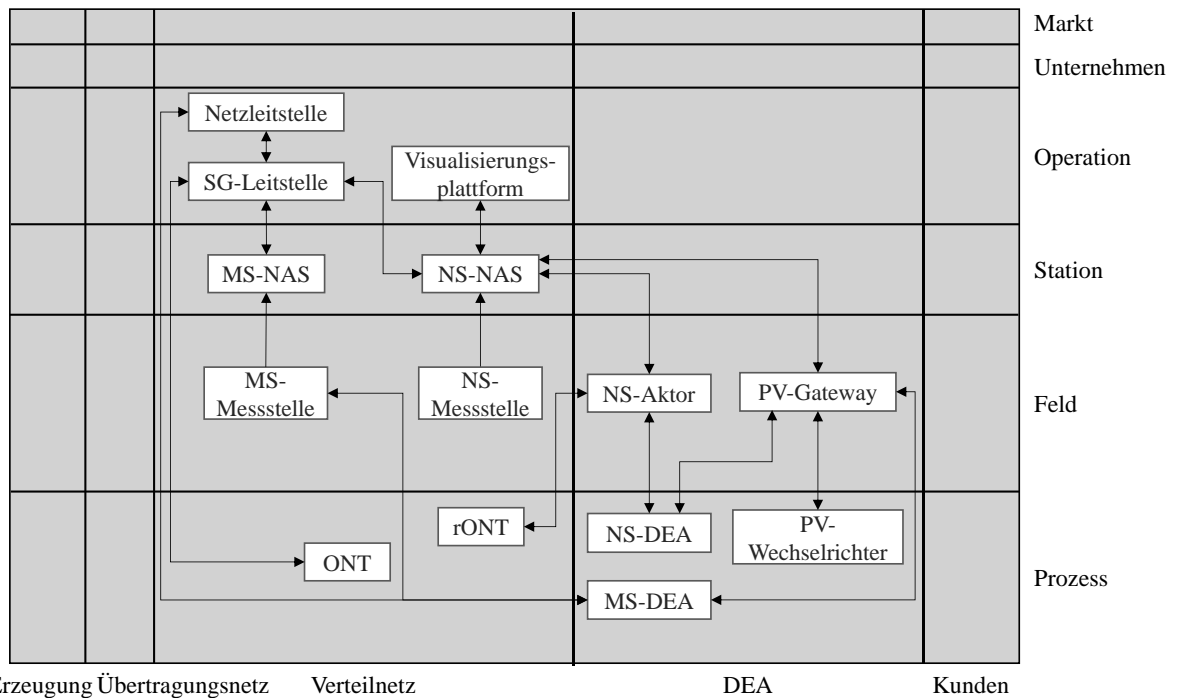 Markt
Unternehmen
Netzleitstelle
Visualisierungs-
plattform
Operation
SG-Leitstelle
MS-NAS
NS-NAS
Station
MS-
Messstelle
NS-
Messstelle
NS-Aktor
PV-Gateway
Feld
rONT
NS-DEA
PV-
Wechselrichter
ONT
MS-DEA
Prozess
rzeugung Übertragungsnetz Verteilnetz DEA Kunden